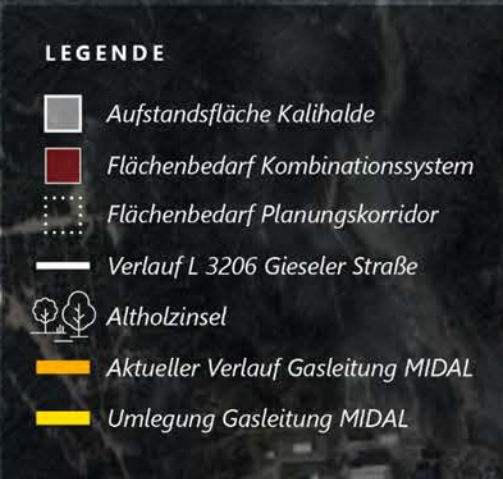 LEGENDE
Aufstandsfläche Kalihalde
Flächenbedarf Kombinationssystem
Flächenbedarf Planungskorridor
Verlauf L 3206 Gieseler Straße
Altholzinsel
Aktueller Verlauf Gasleitung MIDAL
Umlegung Gasleitung MIDAL